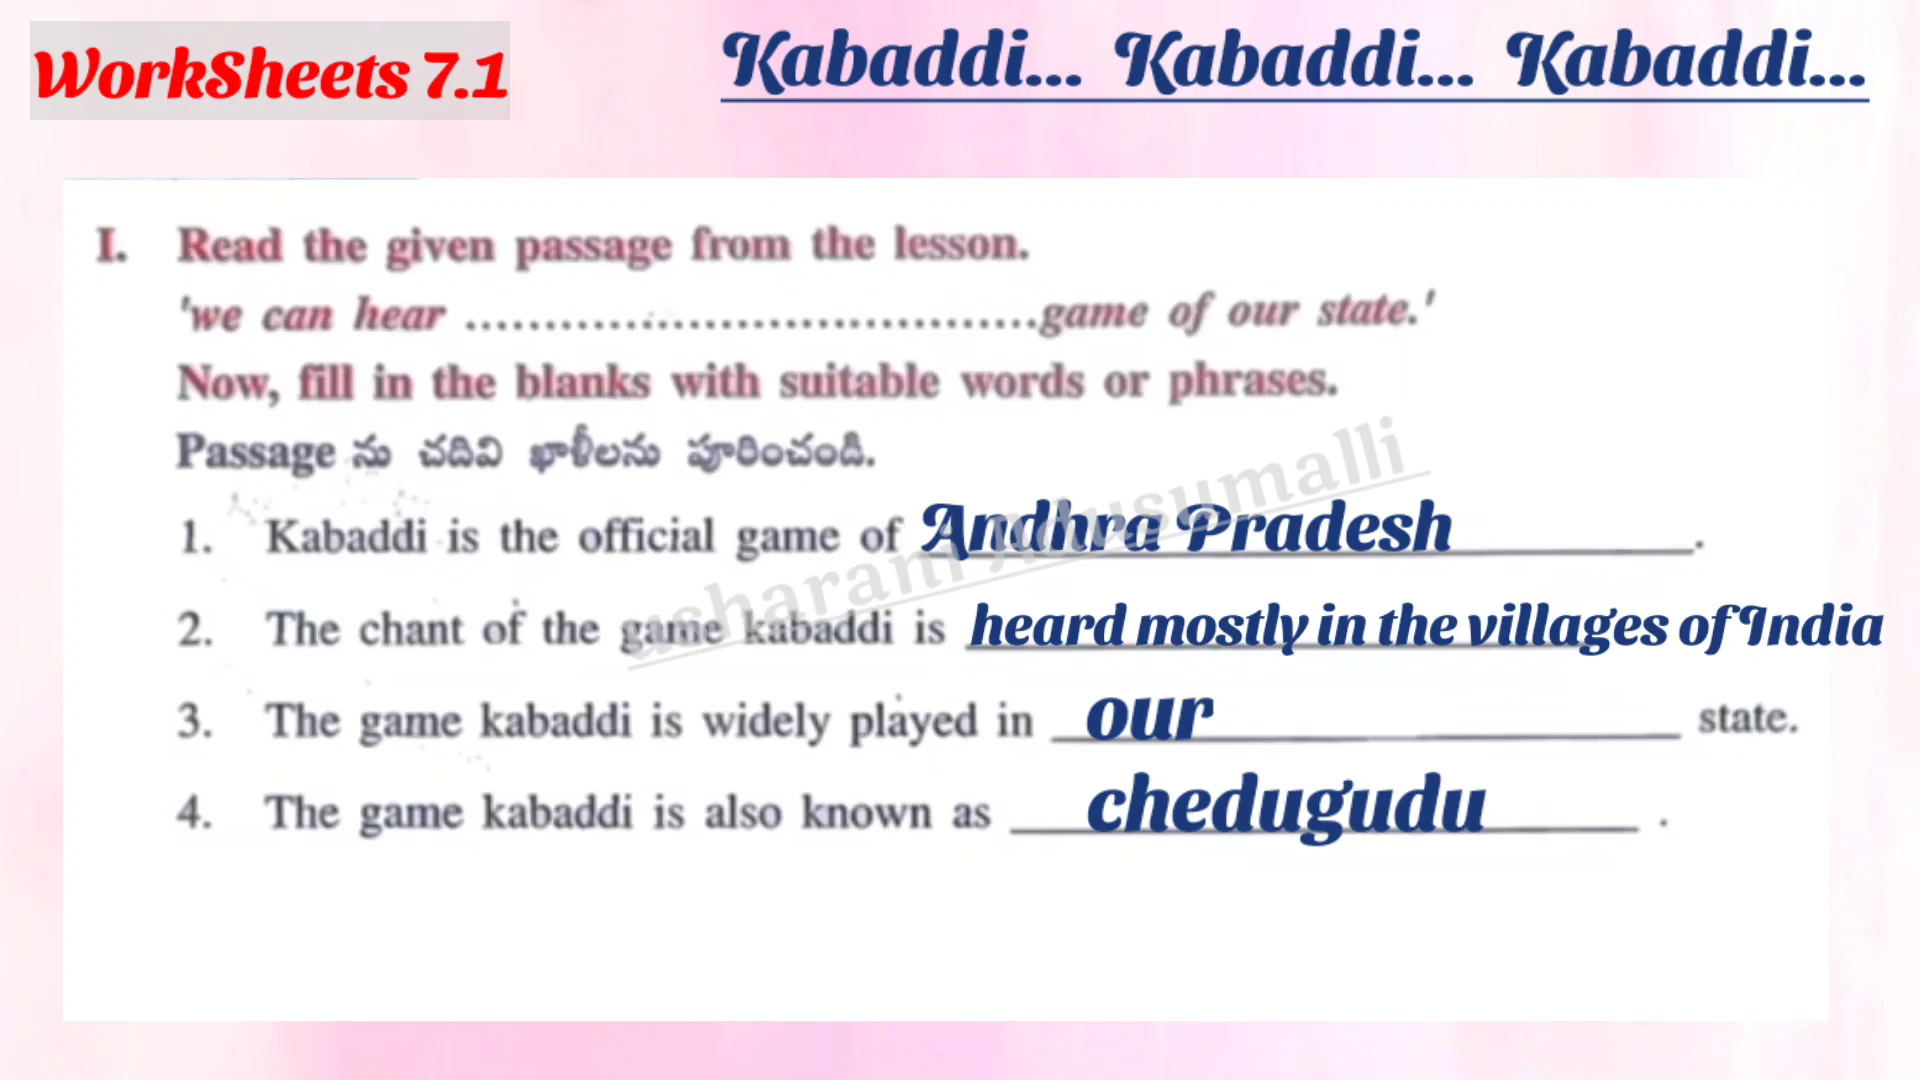 WorkSheets 7.1
Kabaddi... Kabaddi... Kabaddi...
I. Read the given passage from the lesson.
'we can hear ....................................game of our state.'
Now, fill in the blanks with suitable words or phrases.
Passage ను చదివి ఖాళీలను పూరించండి.
1. Kabaddi is the official game of Andhra Pradesh.
2. The chant of the game kabaddi is heard mostly in the villages of India
3. The game kabaddi is widely played in our state.
4. The game kabaddi is also known as chedugudu .
usharani Adusumalli